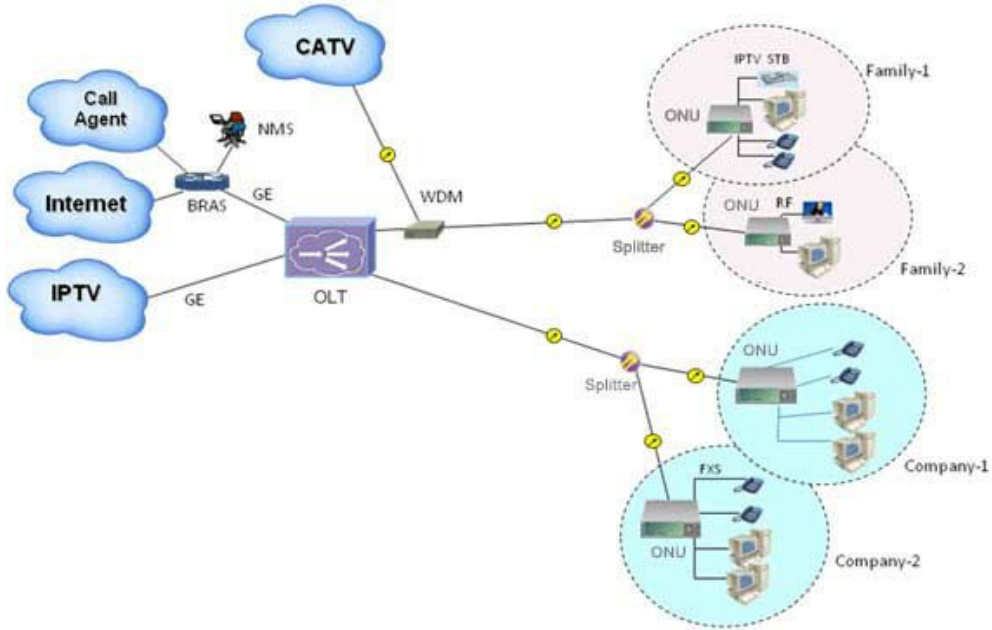 CATV
Call
Agent
NMS
Internet
BRAS
GE
IPTV
GE
OLT
WDM
Splitter
IPTV STB
ONU
Family-1
ONU
RF
Family-2
Splitter
ONU
Company-1
FXS
ONU
Company-2